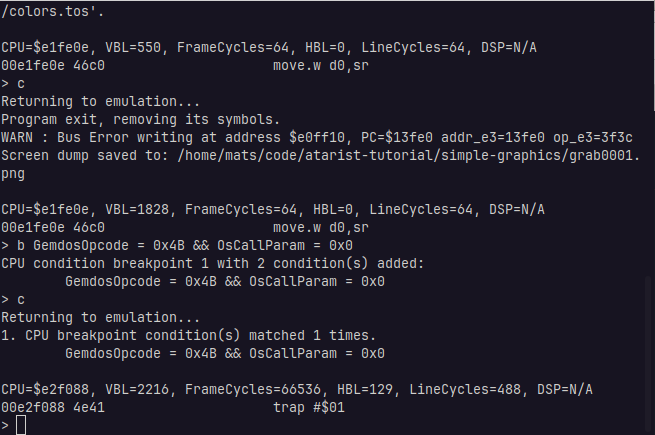 /colors.tos'.
CPU=$e1fe0e, VBL=550, FrameCycles=64, HBL=0, LineCycles=64, DSP=N/A
00e1fe0e 46c0                     move.w d0,sr
> c
Returning to emulation...
Program exit, removing its symbols.
WARN : Bus Error writing at address $e0ff10, PC=$13fe0 addr_e3=13fe0 op_e3=3f3c
Screen dump saved to: /home/mats/code/atarist-tutorial/simple-graphics/grab0001.
png
CPU=$e1fe0e, VBL=1828, FrameCycles=64, HBL=0, LineCycles=64, DSP=N/A
00e1fe0e 46c0                     move.w d0,sr
> b GemdosOpcode = 0x4B && OsCallParam = 0x0
CPU condition breakpoint 1 with 2 condition(s) added:
        GemdosOpcode = 0x4B && OsCallParam = 0x0
> c
Returning to emulation...
1. CPU breakpoint condition(s) matched 1 times.
        GemdosOpcode = 0x4B && OsCallParam = 0x0
CPU=$e2f088, VBL=2216, FrameCycles=66536, HBL=129, LineCycles=488, DSP=N/A
00e2f088 4e41                     trap #$01
>